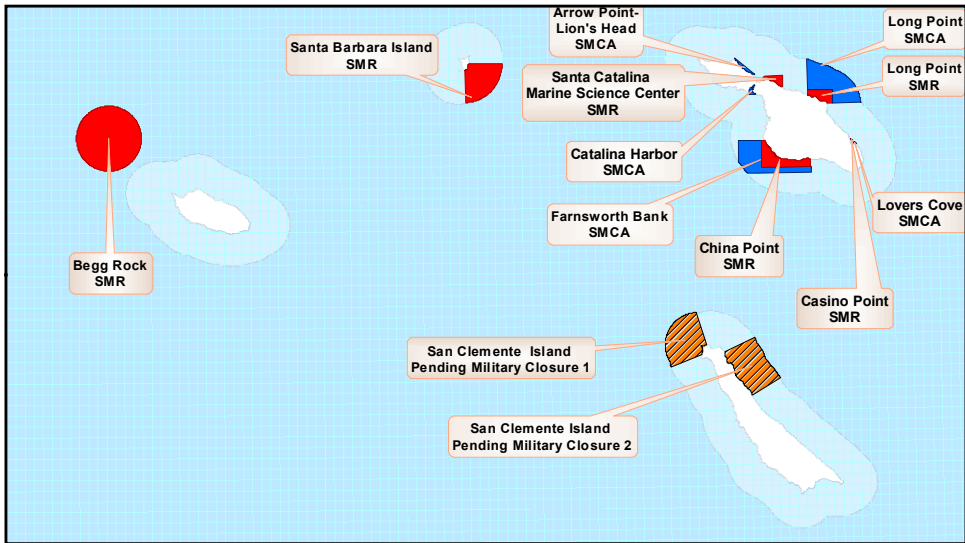 Arrow Point-
Lion's Head
SMCA
Long Point
SMCA
Santa Barbara Island
SMR
Santa Catalina
Marine Science Center
SMR
Long Point
SMR
Catalina Harbor
SMCA
Lovers Cove
SMCA
Farnsworth Bank
SMCA
China Point
SMR
Begg Rock
SMR
Casino Point
SMR
San Clemente Island
Pending Military Closure 1
San Clemente Island
Pending Military Closure 2